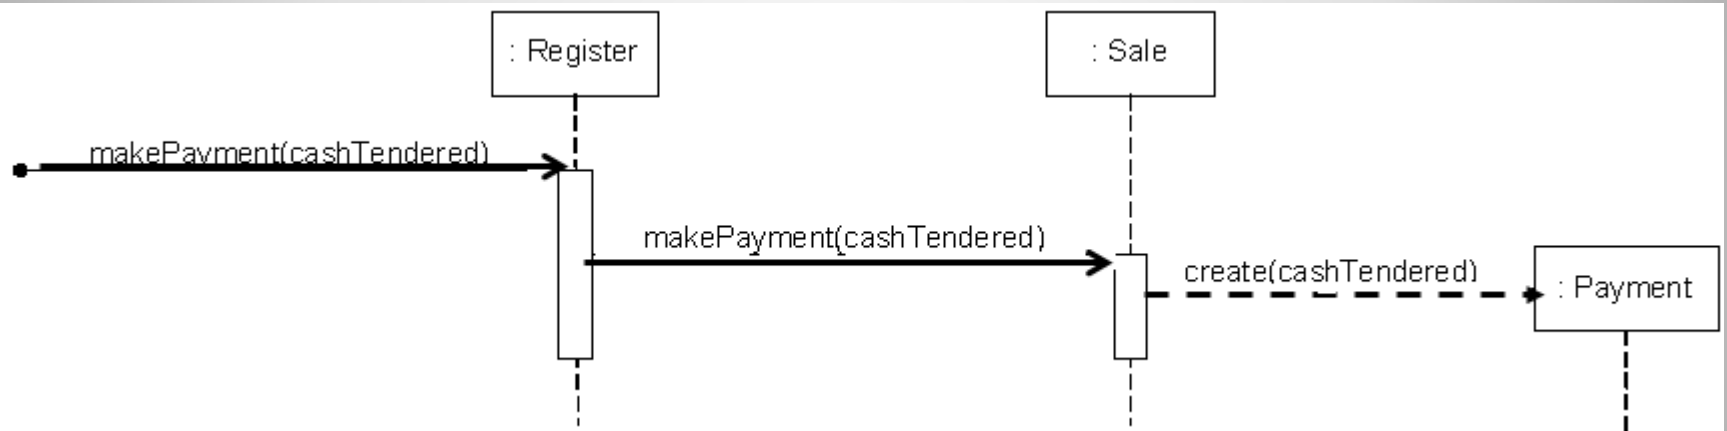 : Register
: Sale
makePayment(cashTendered)
makePayment(cashTendered)
create(cashTendered)
: Payment